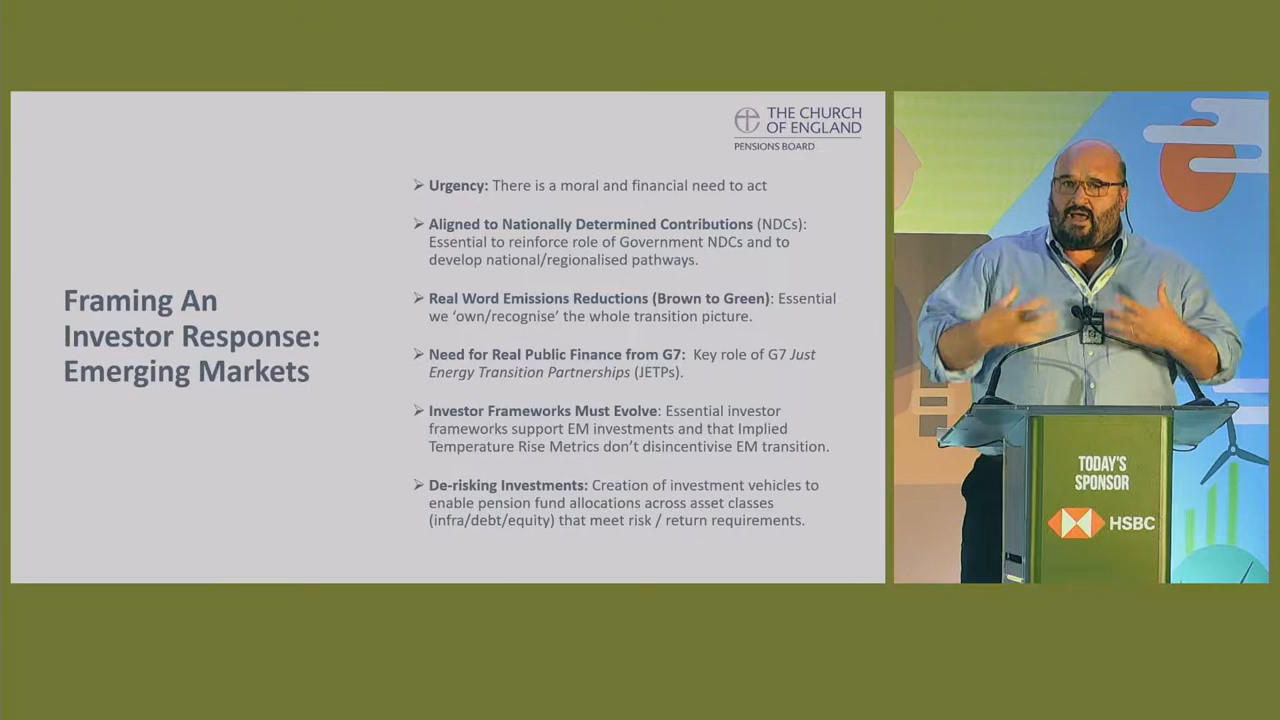 THE CHURCH
OF ENGLAND
PENSIONS BOARD
Framing An
Investor Response:
Emerging Markets
➢ Urgency: There is a moral and financial need to act
➢ Aligned to Nationally Determined Contributions (NDCs):
Essential to reinforce role of Government NDCs and to
develop national/regionalised pathways.
➢ Real Word Emissions Reductions (Brown to Green): Essential
we ‘own/recognise’ the whole transition picture.
➢ Need for Real Public Finance from G7: Key role of G7 Just
Energy Transition Partnerships (JETPs).
➢ Investor Frameworks Must Evolve: Essential investor
frameworks support EM investments and that Implied
Temperature Rise Metrics don’t disincentivise EM transition.
➢ De-risking Investments: Creation of investment vehicles to
enable pension fund allocations across asset classes
(infra/debt/equity) that meet risk / return requirements.
TODAY'S
SPONSOR
HSBC